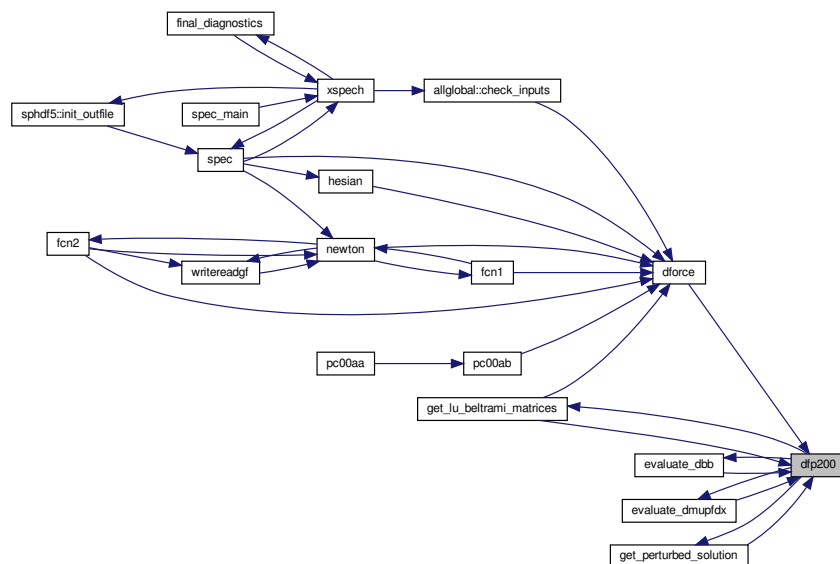 final_diagnostics
xspech
allglobal::check_inputs
sphdf5::init_outfile
spec_main
spec
hesian
fcn2
newton
writereadgf
fcn1
dforce
pc00aa
pc00ab
get_lu_beltrami_matrices
evaluate_dbb
dfp200
evaluate_dmupfdx
get_perturbed_solution